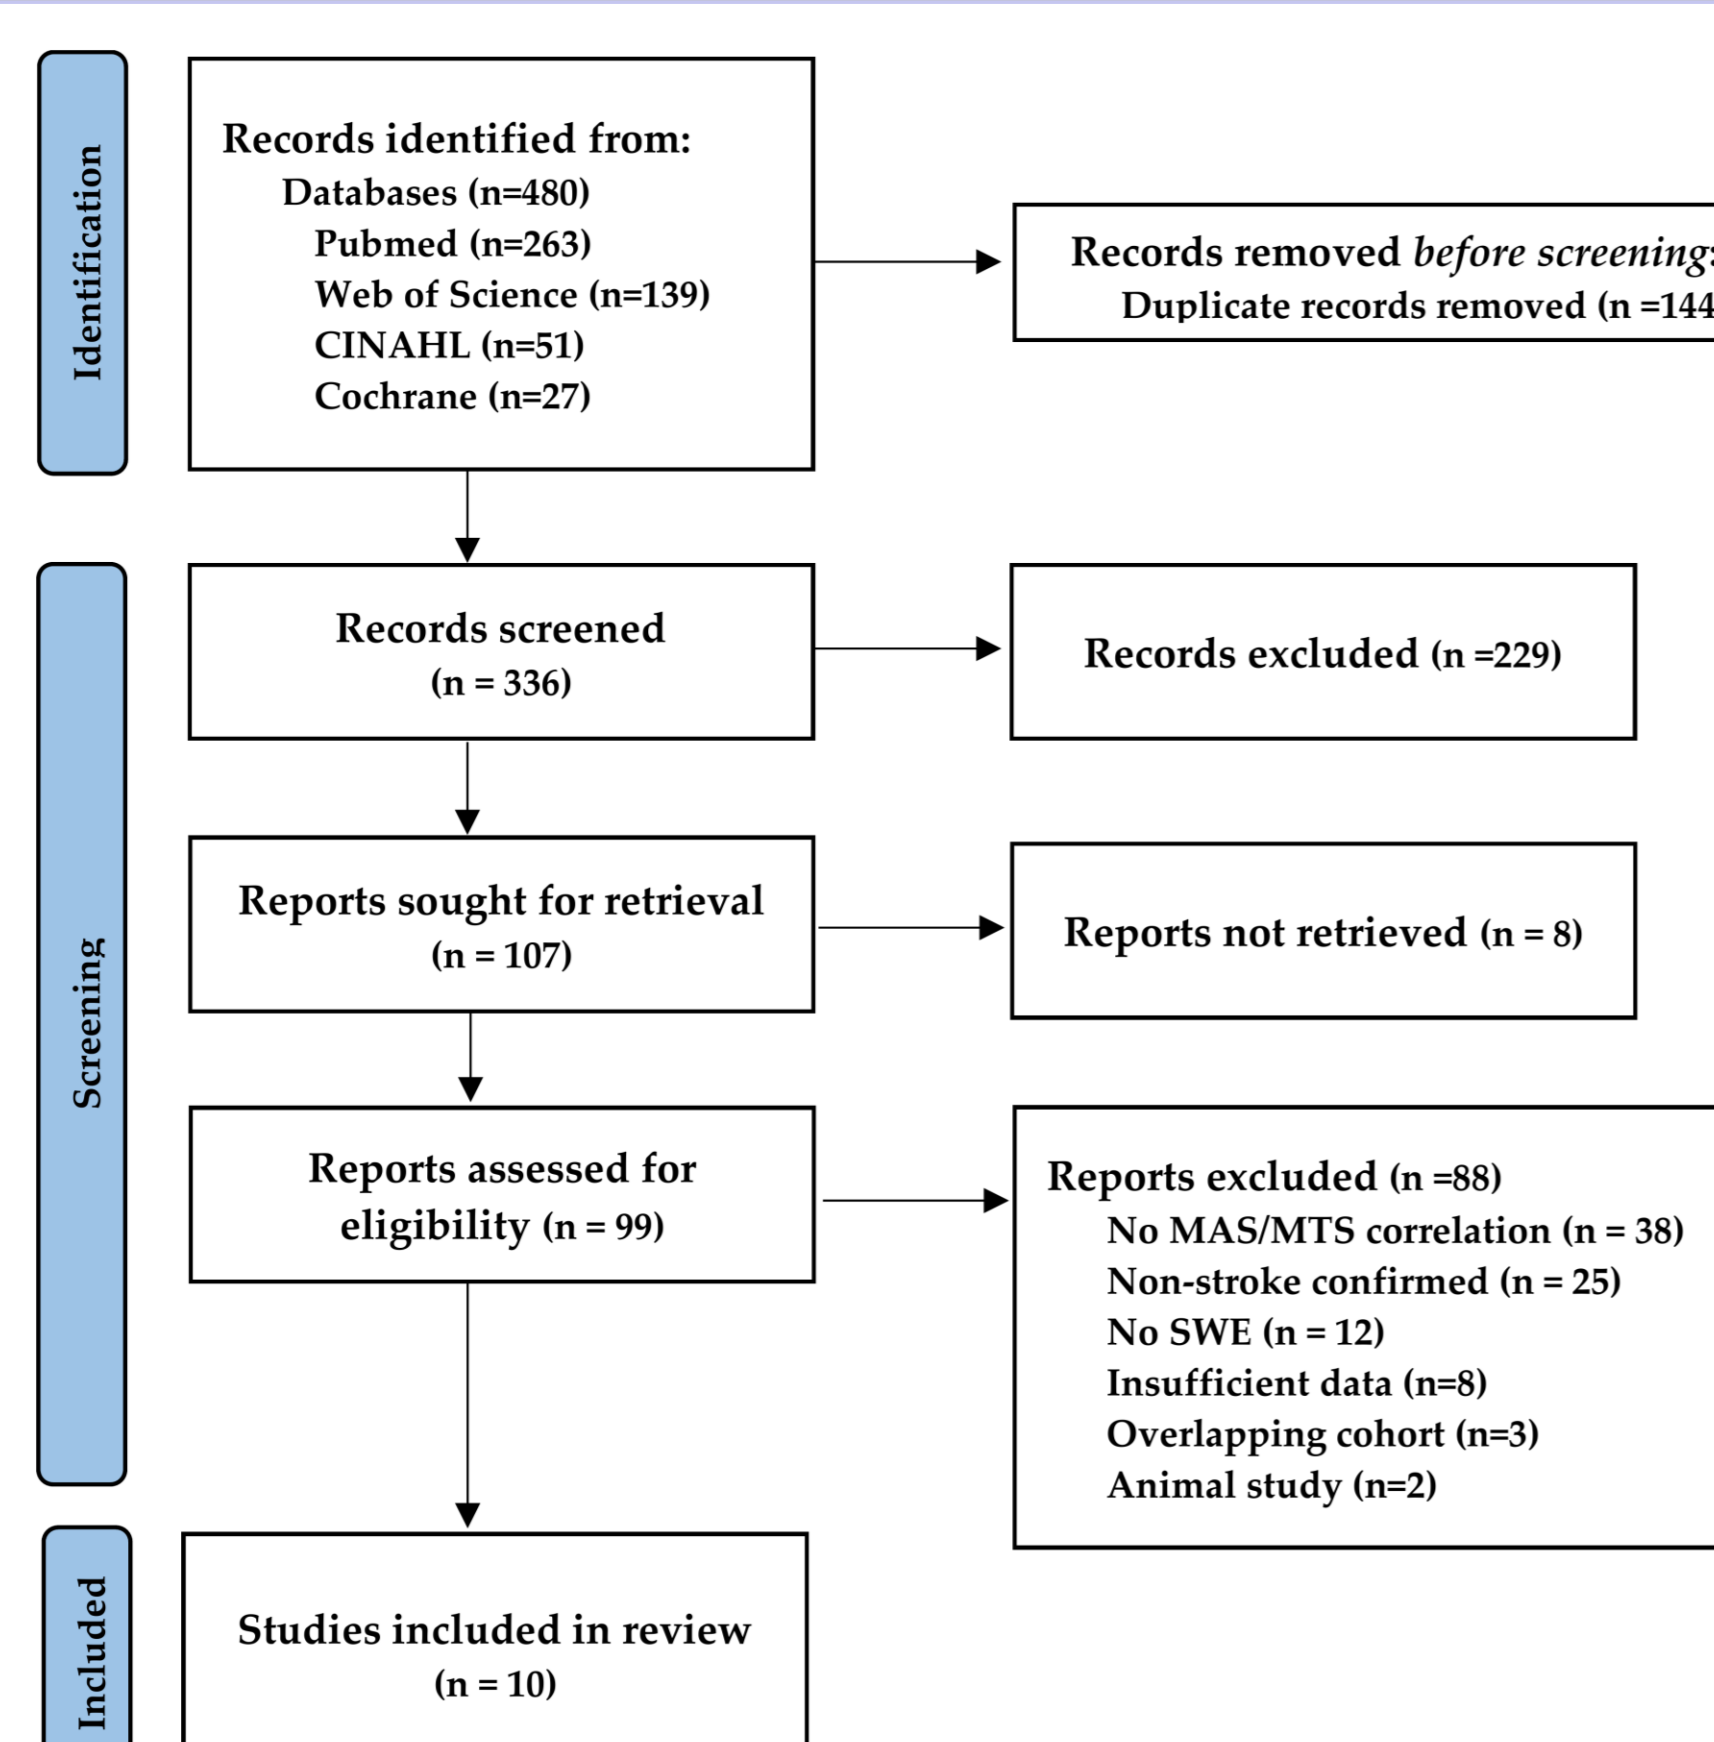 Identification
Records identified from:
Databases (n=480)
Pubmed (n=263)
Web of Science (n=139)
CINAHL (n=51)
Cochrane (n=27)
Records removed before screening:
Duplicate records removed (n =144
Screening
Records screened
(n = 336)
Records excluded (n =229)
Reports sought for retrieval
(n = 107)
Reports not retrieved (n = 8)
Reports assessed for
eligibility (n = 99)
Reports excluded (n =88)
No MAS/MTS correlation (n = 38)
Non-stroke confirmed (n = 25)
No SWE (n = 12)
Insufficient data (n=8)
Overlapping cohort (n=3)
Animal study (n=2)
Included
Studies included in review
(n = 10)